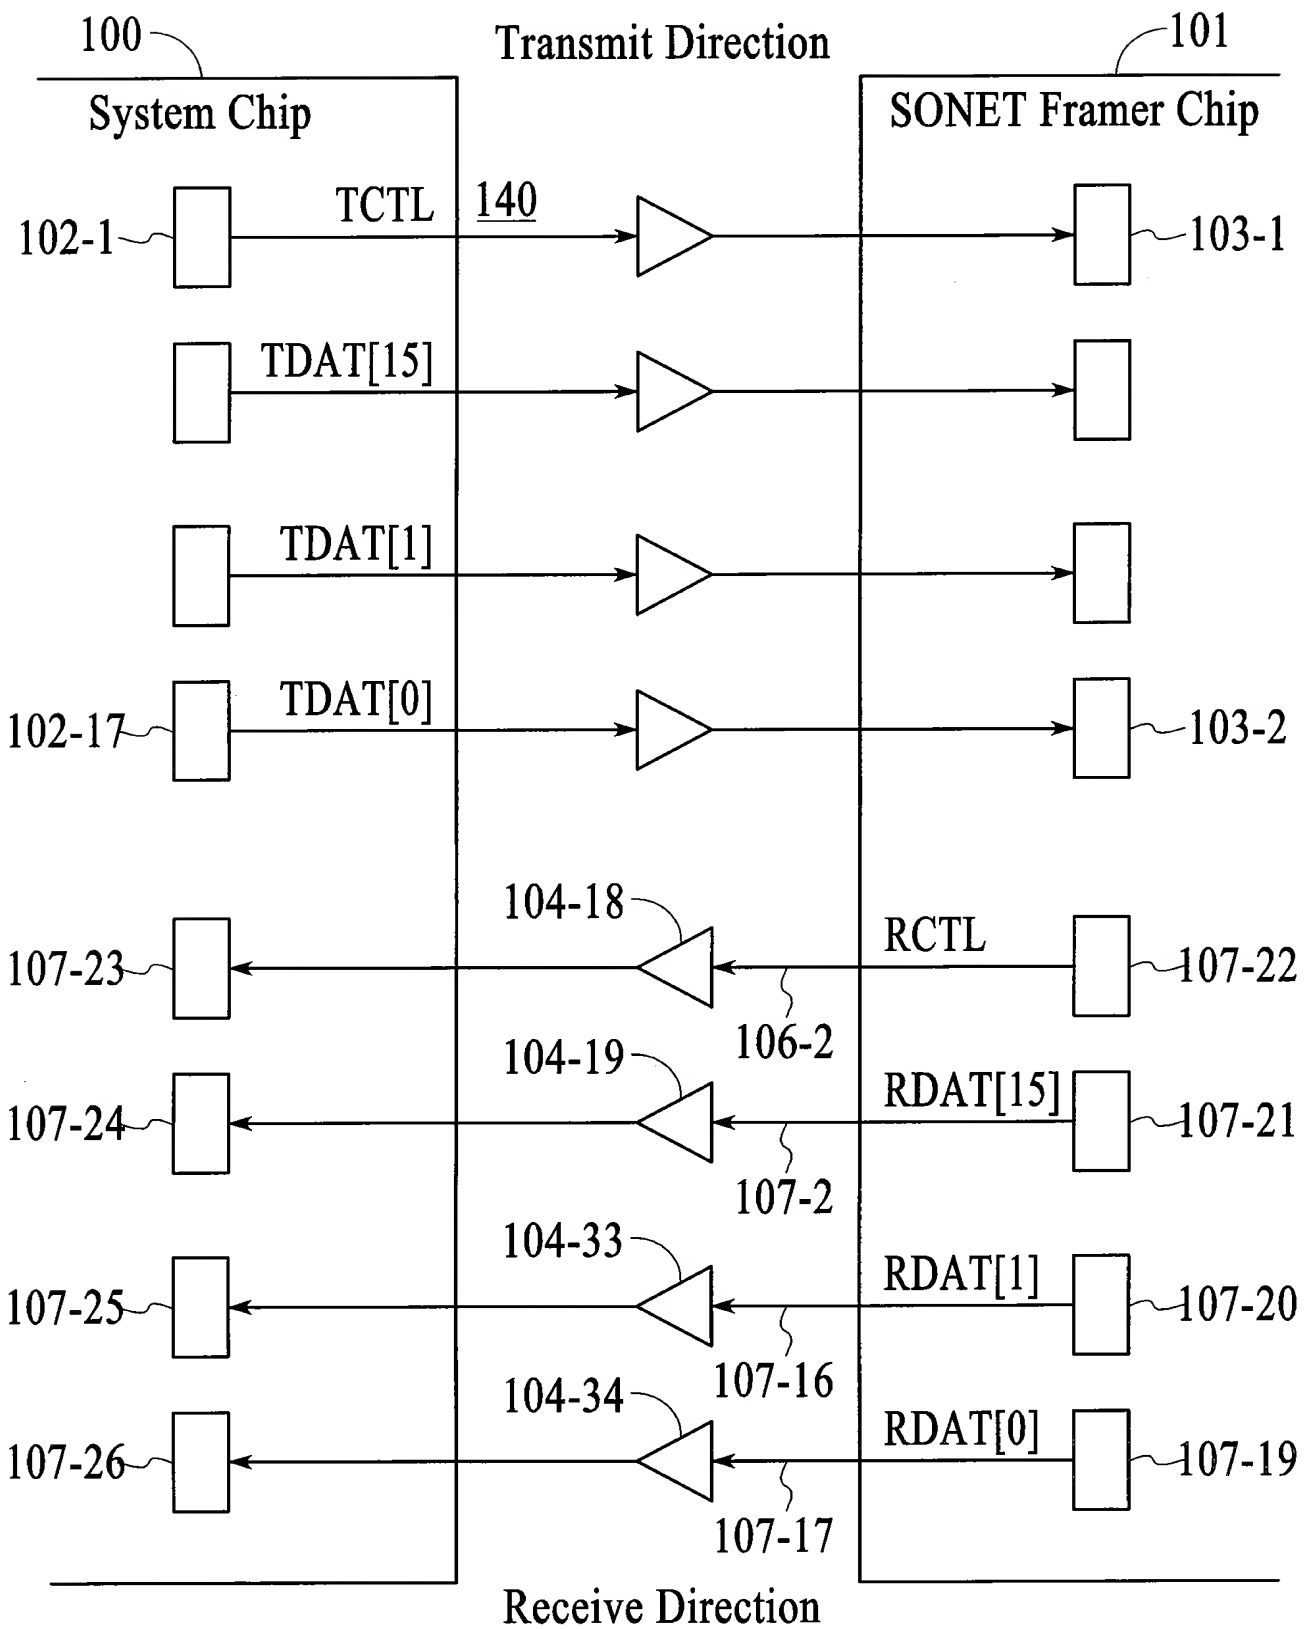 100
Transmit Direction
101
System Chip
SONET Framer Chip
TCTL
140
102-1
103-1
TDAT[15]
TDAT[1]
TDAT[0]
102-17
103-2
104-18
RCTL
107-23
107-22
106-2
104-19
RDAT[15]
107-24
107-21
107-2
104-33
RDAT[1]
107-25
107-20
107-16
104-34
RDAT[0]
107-26
107-19
107-17
Receive Direction